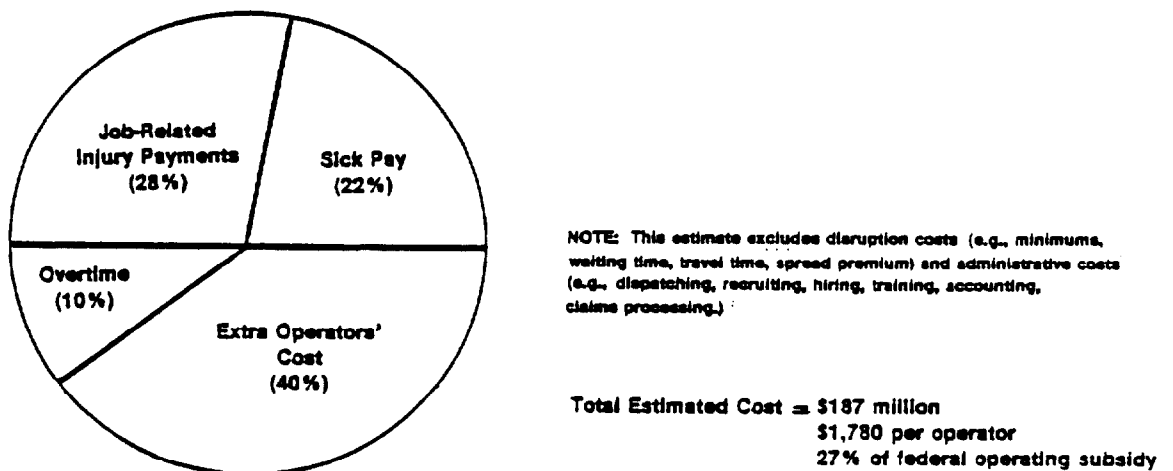 Job-Related
Injury Payments
(28%)
Sick Pay
(22%)
Overtime
(10%)
Extra Operators'
Cost
(40%)
NOTE: This estimate excludes disruption costs (e.g., minimums,
waiting time, travel time, spread premium) and administrative costs
(e.g., dispatching, recruiting, hiring, training, accounting,
claims processing.)
Total Estimated Cost = $187 million
$1,780 per operator
27% of federal operating subsidy